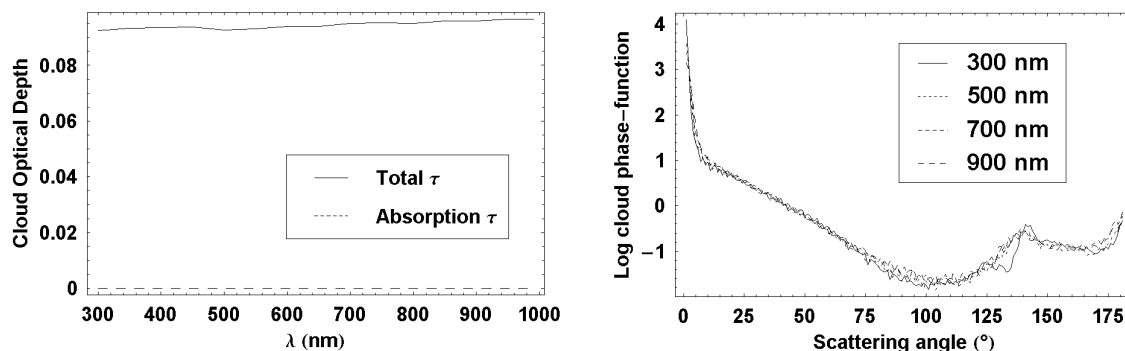 Cloud Optical Depth
0.08
0.06
0.04
0.02
0
Total τ
Absorption τ
300 400 500 600 700 800 900 1000
λ (nm)
Log cloud phase–function
4
3
2
1
0
−1
300 nm
500 nm
700 nm
900 nm
0 25 50 75 100 125 150 175
Scattering angle (°)